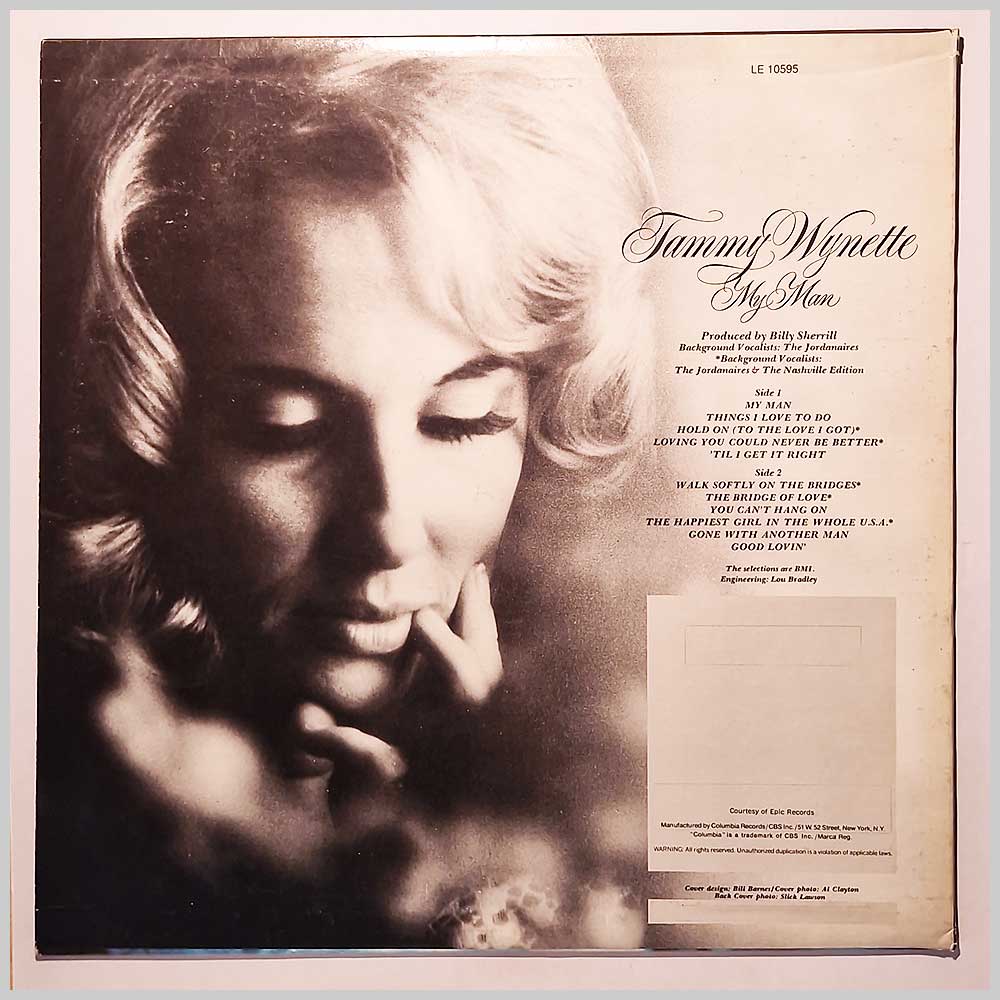 LE 10595
Tammy Wynette
My Man
Produced by Billy Sherrill
Background Vocalists: The Jordanaires
*Background Vocalists:
The Jordanaires & The Nashville Edition
Side 1
MY MAN
THINGS I LOVE TO DO
HOLD ON (TO THE LOVE I GOT)*
LOVING YOU COULD NEVER BE BETTER*
'TIL I GET IT RIGHT
Side 2
WALK SOFTLY ON THE BRIDGES*
THE BRIDGE OF LOVE*
YOU CAN'T HANG ON
THE HAPPIEST GIRL IN THE WHOLE U.S.A.*
GONE WITH ANOTHER MAN
GOOD LOVIN'
The selections are BMI.
Engineering: Lou Bradley
Courtesy of Epic Records
Manufactured by Columbia Records/CBS Inc./51 W. 52 Street, New York, N.Y.
"Columbia" is a trademark of CBS Inc. /Marca Reg.
WARNING: All rights reserved. Unauthorized duplication is a violation of applicable laws.
Cover design: Bill Barnes/Cover photo: Al Clayton
Back Cover photo: Slick Lawson